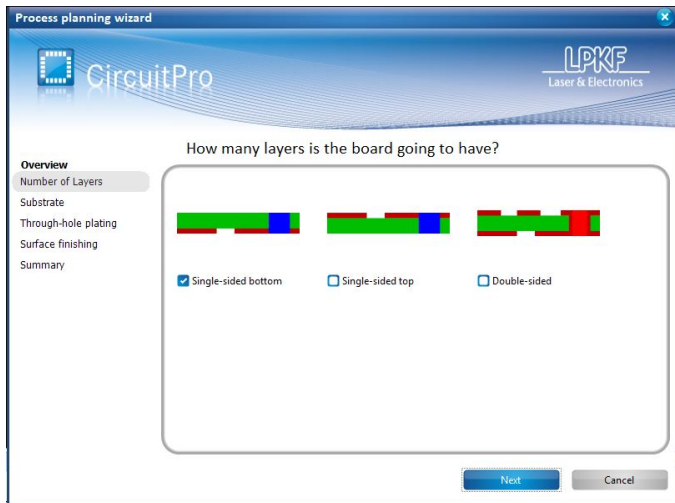 Process planning wizard
CircuitPro
LPKF
Laser & Electronics
How many layers is the board going to have?
Overview
Number of Layers
Substrate
Through-hole plating
Surface finishing
Summary
Single-sided bottom
Single-sided top
Double-sided
Next
Cancel